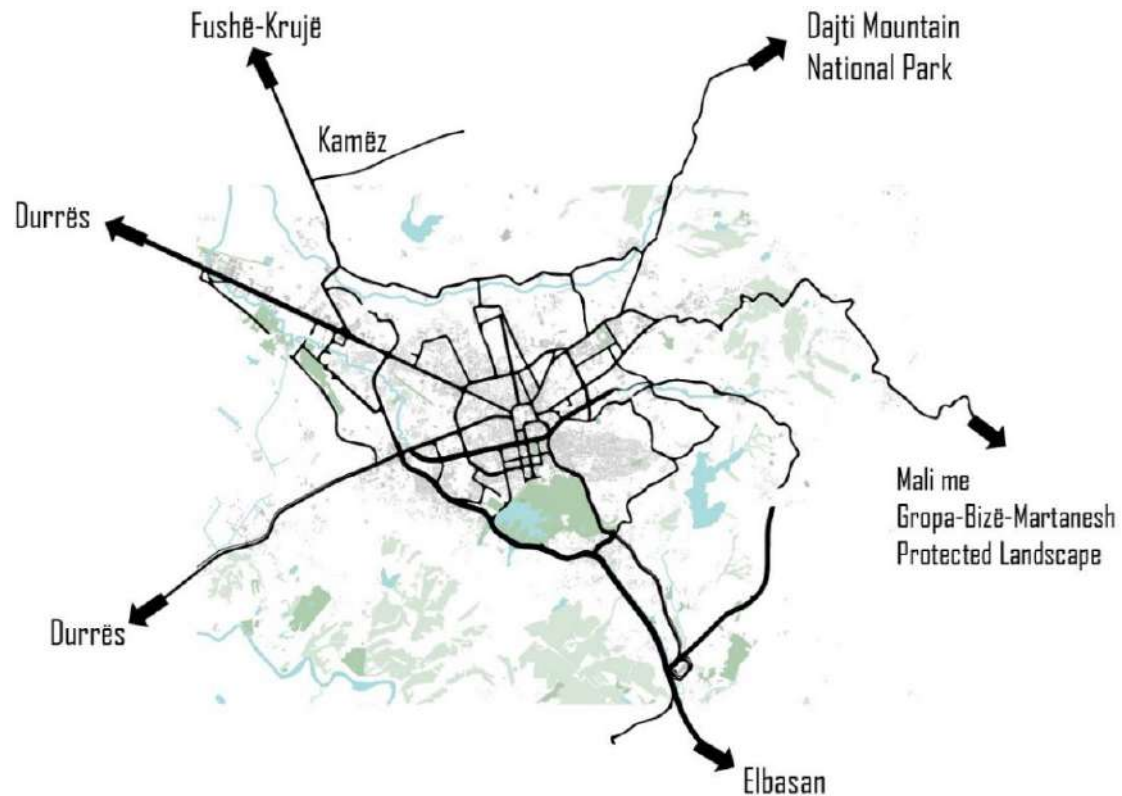 Fushë-Krujë
Dajti Mountain
National Park
Kamëz
Durrës
Mali me
Gropa-Bizë-Martanesh
Protected Landscape
Durrës
Elbasan